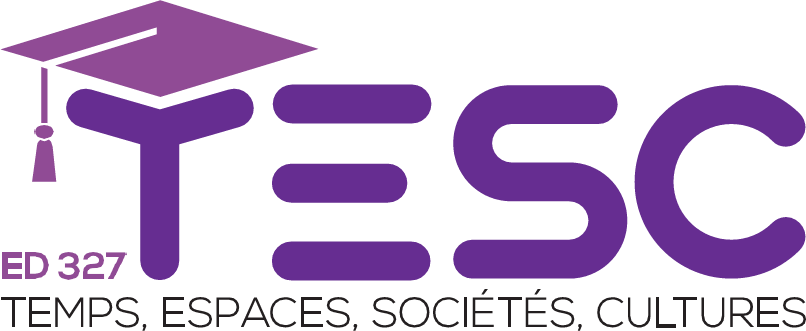 TESC
ED 327
TEMPS, ESPACES, SOCIÉTÉS, CULTURES